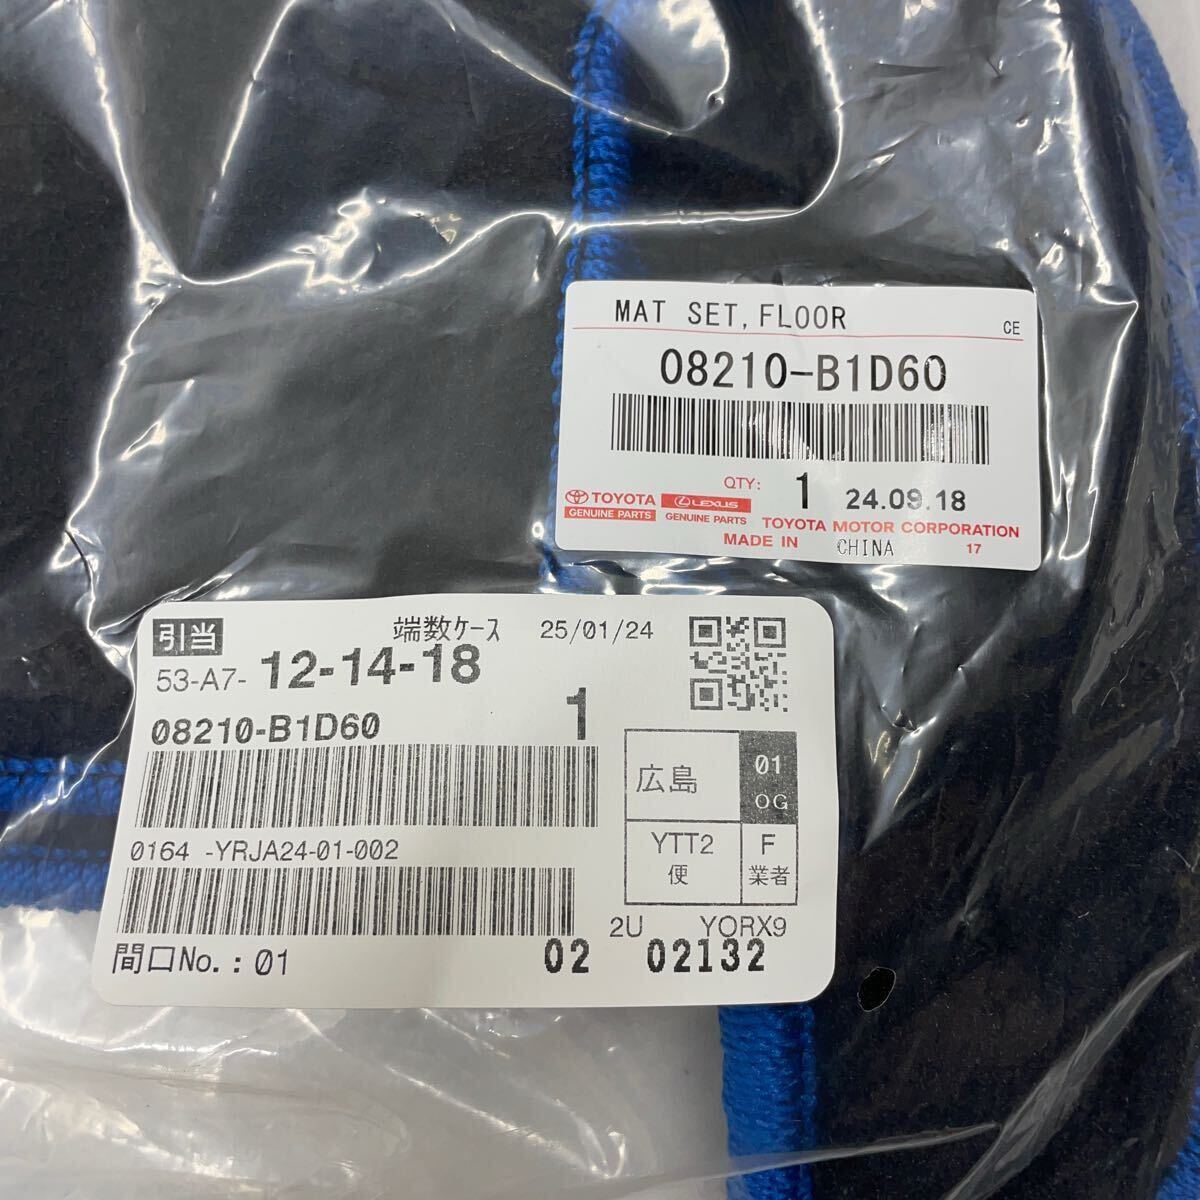 MAT SET, FLOOR
CE
08210-B1D60
QTY: 1 24.09.18
TOYOTA LEXUS
GENUINE PARTS GENUINE PARTS TOYOTA MOTOR CORPORATION
MADE IN CHINA 17
引当 端数ケース 25/01/24
53-A7-12-14-18
08210-B1D60 1
広島 01
OG
0164 -YRJA24-01-002
YTT2 F
便 業者
2U YORX9
間口No.:01 02 02132